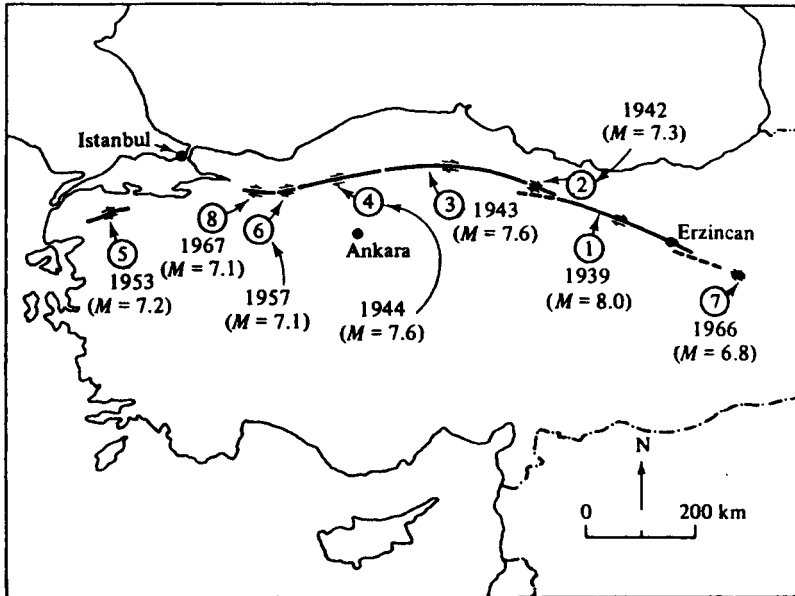 1942
(M = 7.3)
Istanbul
2
8
6
4
3
1943
(M = 7.6)
1
Erzincan
5
1967
(M = 7.1)
Ankara
1953
(M = 7.2)
1957
(M = 7.1)
1944
(M = 7.6)
1939
(M = 8.0)
7
1966
(M = 6.8)
N
0 200 km